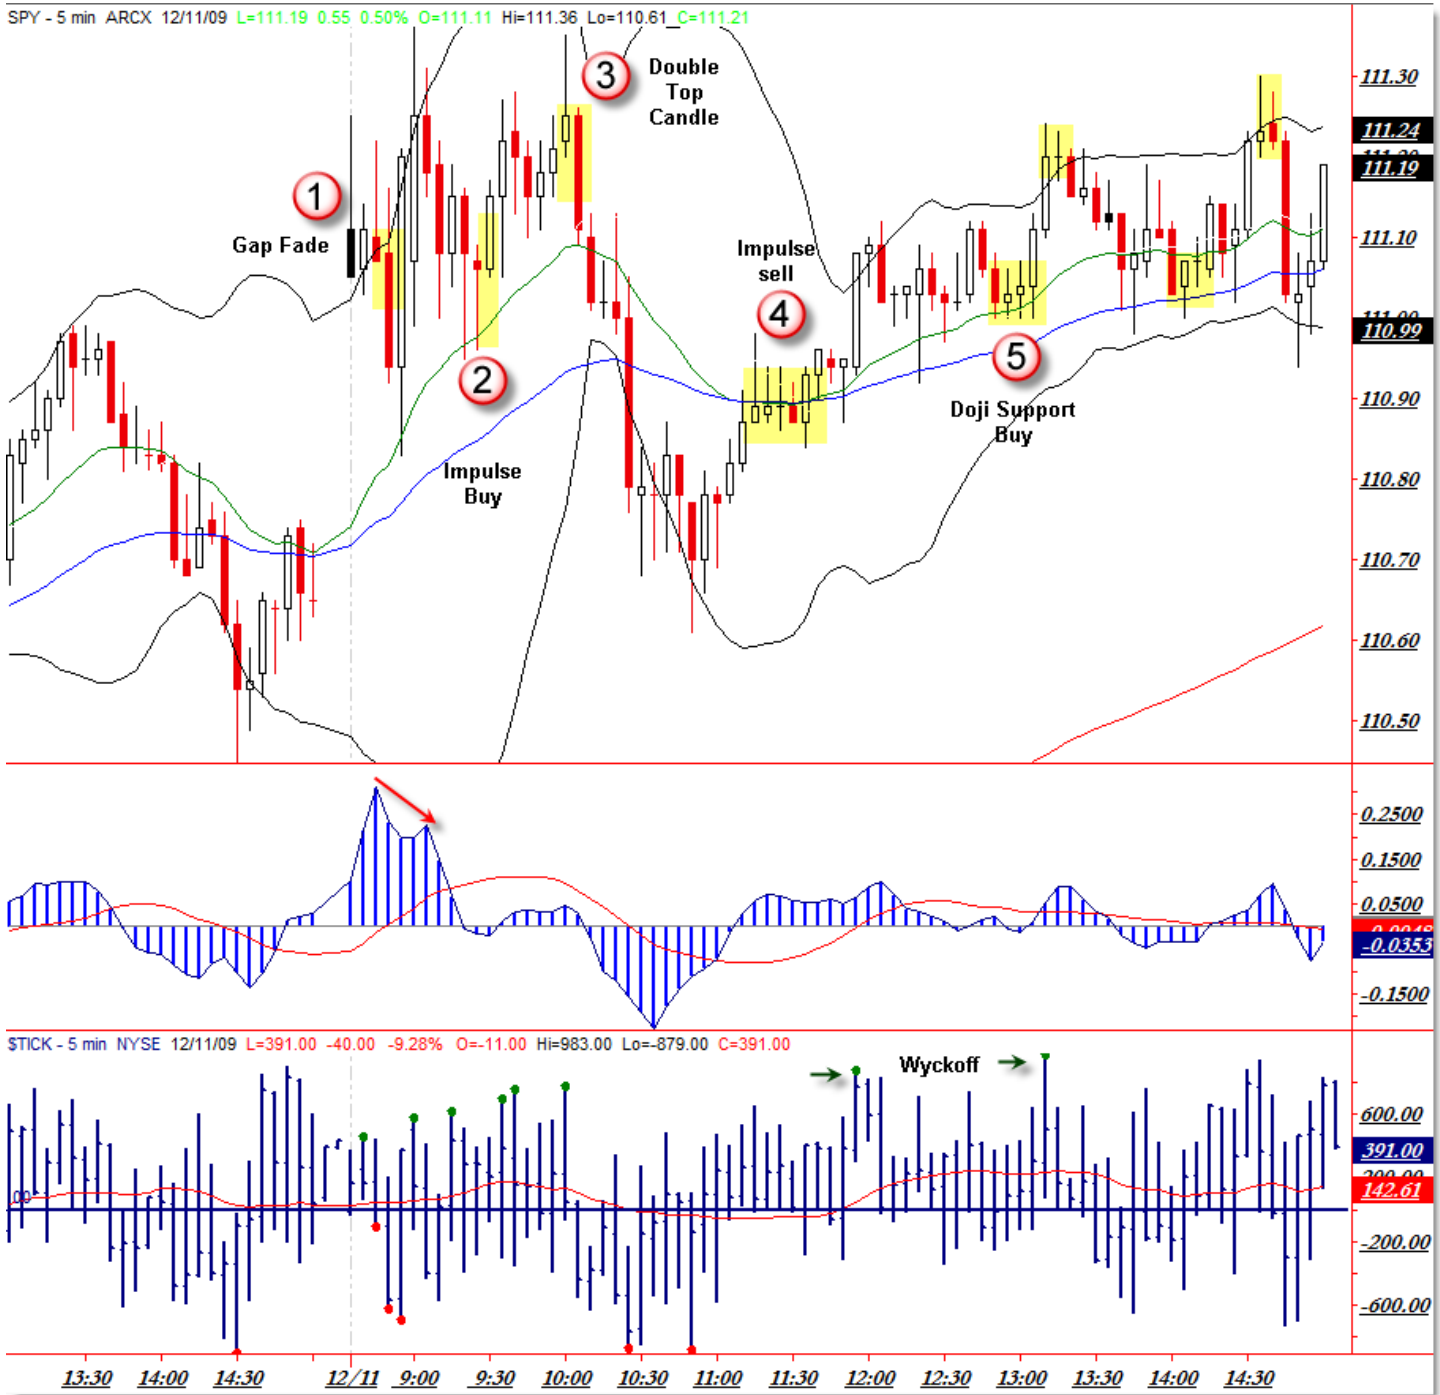 SPY - 5 min ARCX 12/11/09 L=111.19 0.55 0.50% O=111.11 Hi=111.36 Lo=110.61 C=111.21
3
Double
Top
Candle
1
Gap Fade
2
Impulse
Buy
Impulse
sell
4
5
Doji Support
Buy
111.30
111.24
111.19
111.10
110.99
110.90
110.80
110.70
110.60
110.50
0.2500
0.1500
0.0500
-0.0353
-0.1500
$TICK - 5 min NYSE 12/11/09 L=391.00 -40.00 -9.28% O=-11.00 Hi=983.00 Lo=-879.00 C=391.00
Wyckoff
600.00
391.00
142.61
-200.00
-600.00
13:30 14:00 14:30 12/11 9:00 9:30 10:00 10:30 11:00 11:30 12:00 12:30 13:00 13:30 14:00 14:30